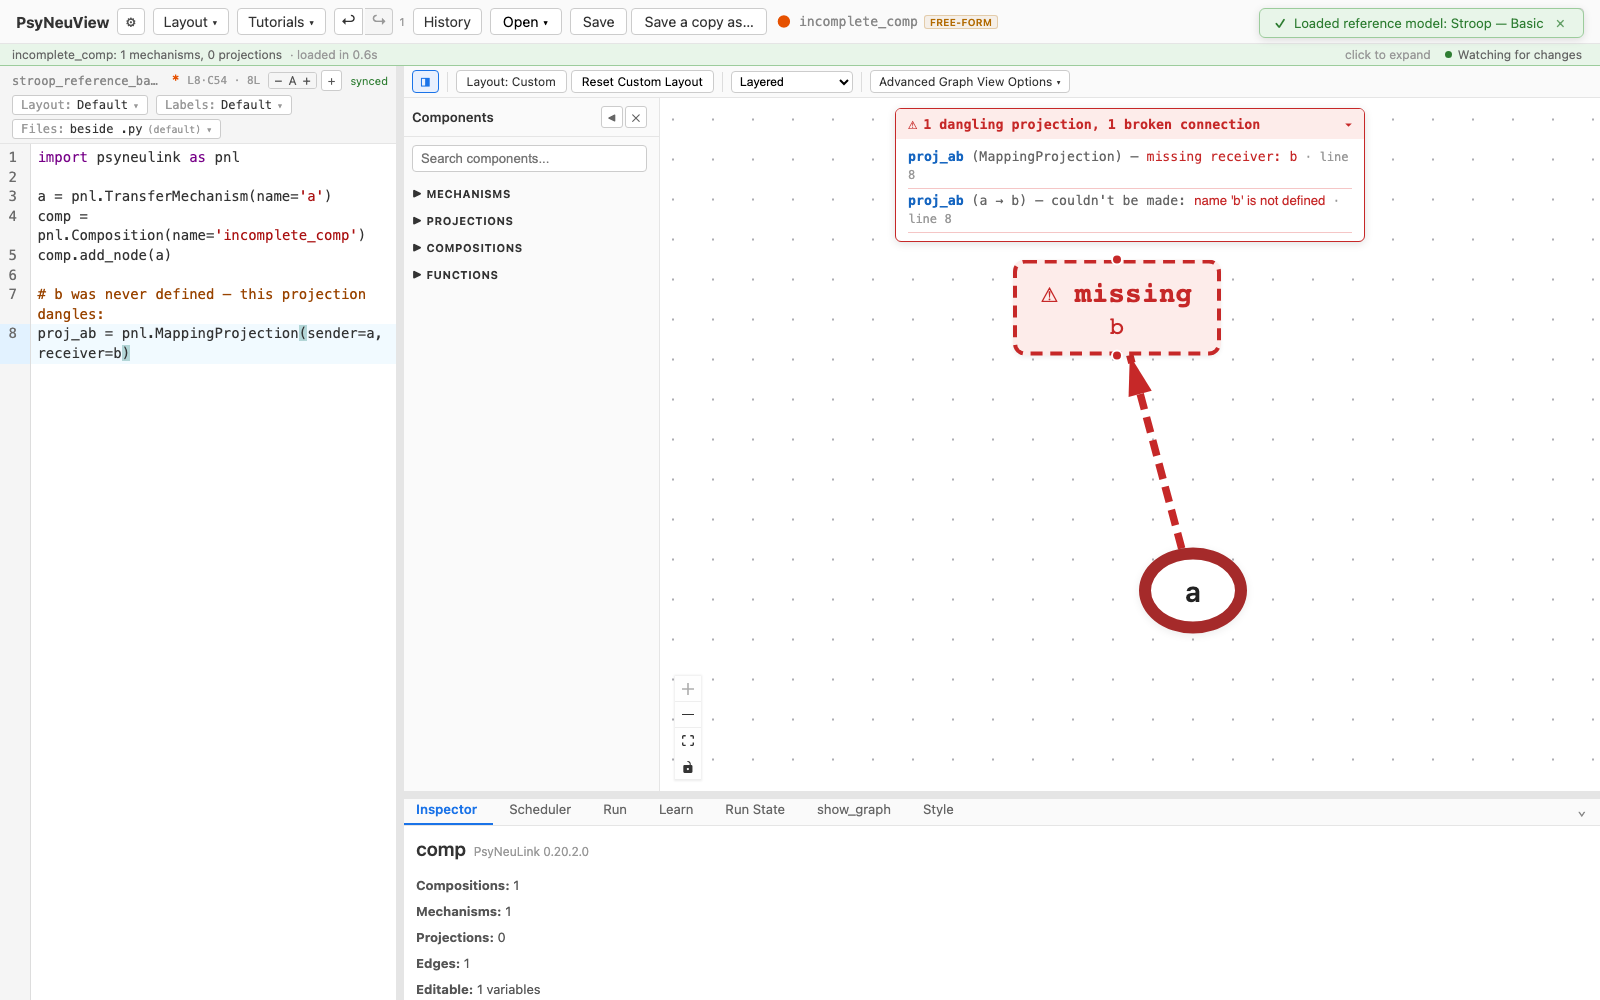 PsyNeuView ⚙ Layout ▾ Tutorials ▾ ↩ ↪ 1 History Open ▾ Save Save a copy as... incomplete_comp FREE-FORM
✓ Loaded reference model: Stroop — Basic ×
incomplete_comp: 1 mechanisms, 0 projections · loaded in 0.6s click to expand ● Watching for changes
stroop_reference_ba... * L8·C54 · 8L − A + + synced
Layout: Default ▾ Labels: Default ▾
Files: beside .py (default) ▾
1 import psyneulink as pnl
2
3 a = pnl.TransferMechanism(name='a')
4 comp =
pnl.Composition(name='incomplete_comp')
5 comp.add_node(a)
6
7 # b was never defined — this projection
dangles:
8 proj_ab = pnl.MappingProjection(sender=a,
receiver=b)
Layout: Custom Reset Custom Layout Layered Advanced Graph View Options ▾
Components ◀ ×
Search components...
▶ MECHANISMS
▶ PROJECTIONS
▶ COMPOSITIONS
▶ FUNCTIONS
⚠ 1 dangling projection, 1 broken connection ▾
proj_ab (MappingProjection) — missing receiver: b · line
8
proj_ab (a → b) — couldn't be made: name 'b' is not defined ·
line 8
⚠ missing
b
a
Inspector Scheduler Run Learn Run State show_graph Style
comp PsyNeuLink 0.20.2.0
Compositions: 1
Mechanisms: 1
Projections: 0
Edges: 1
Editable: 1 variables